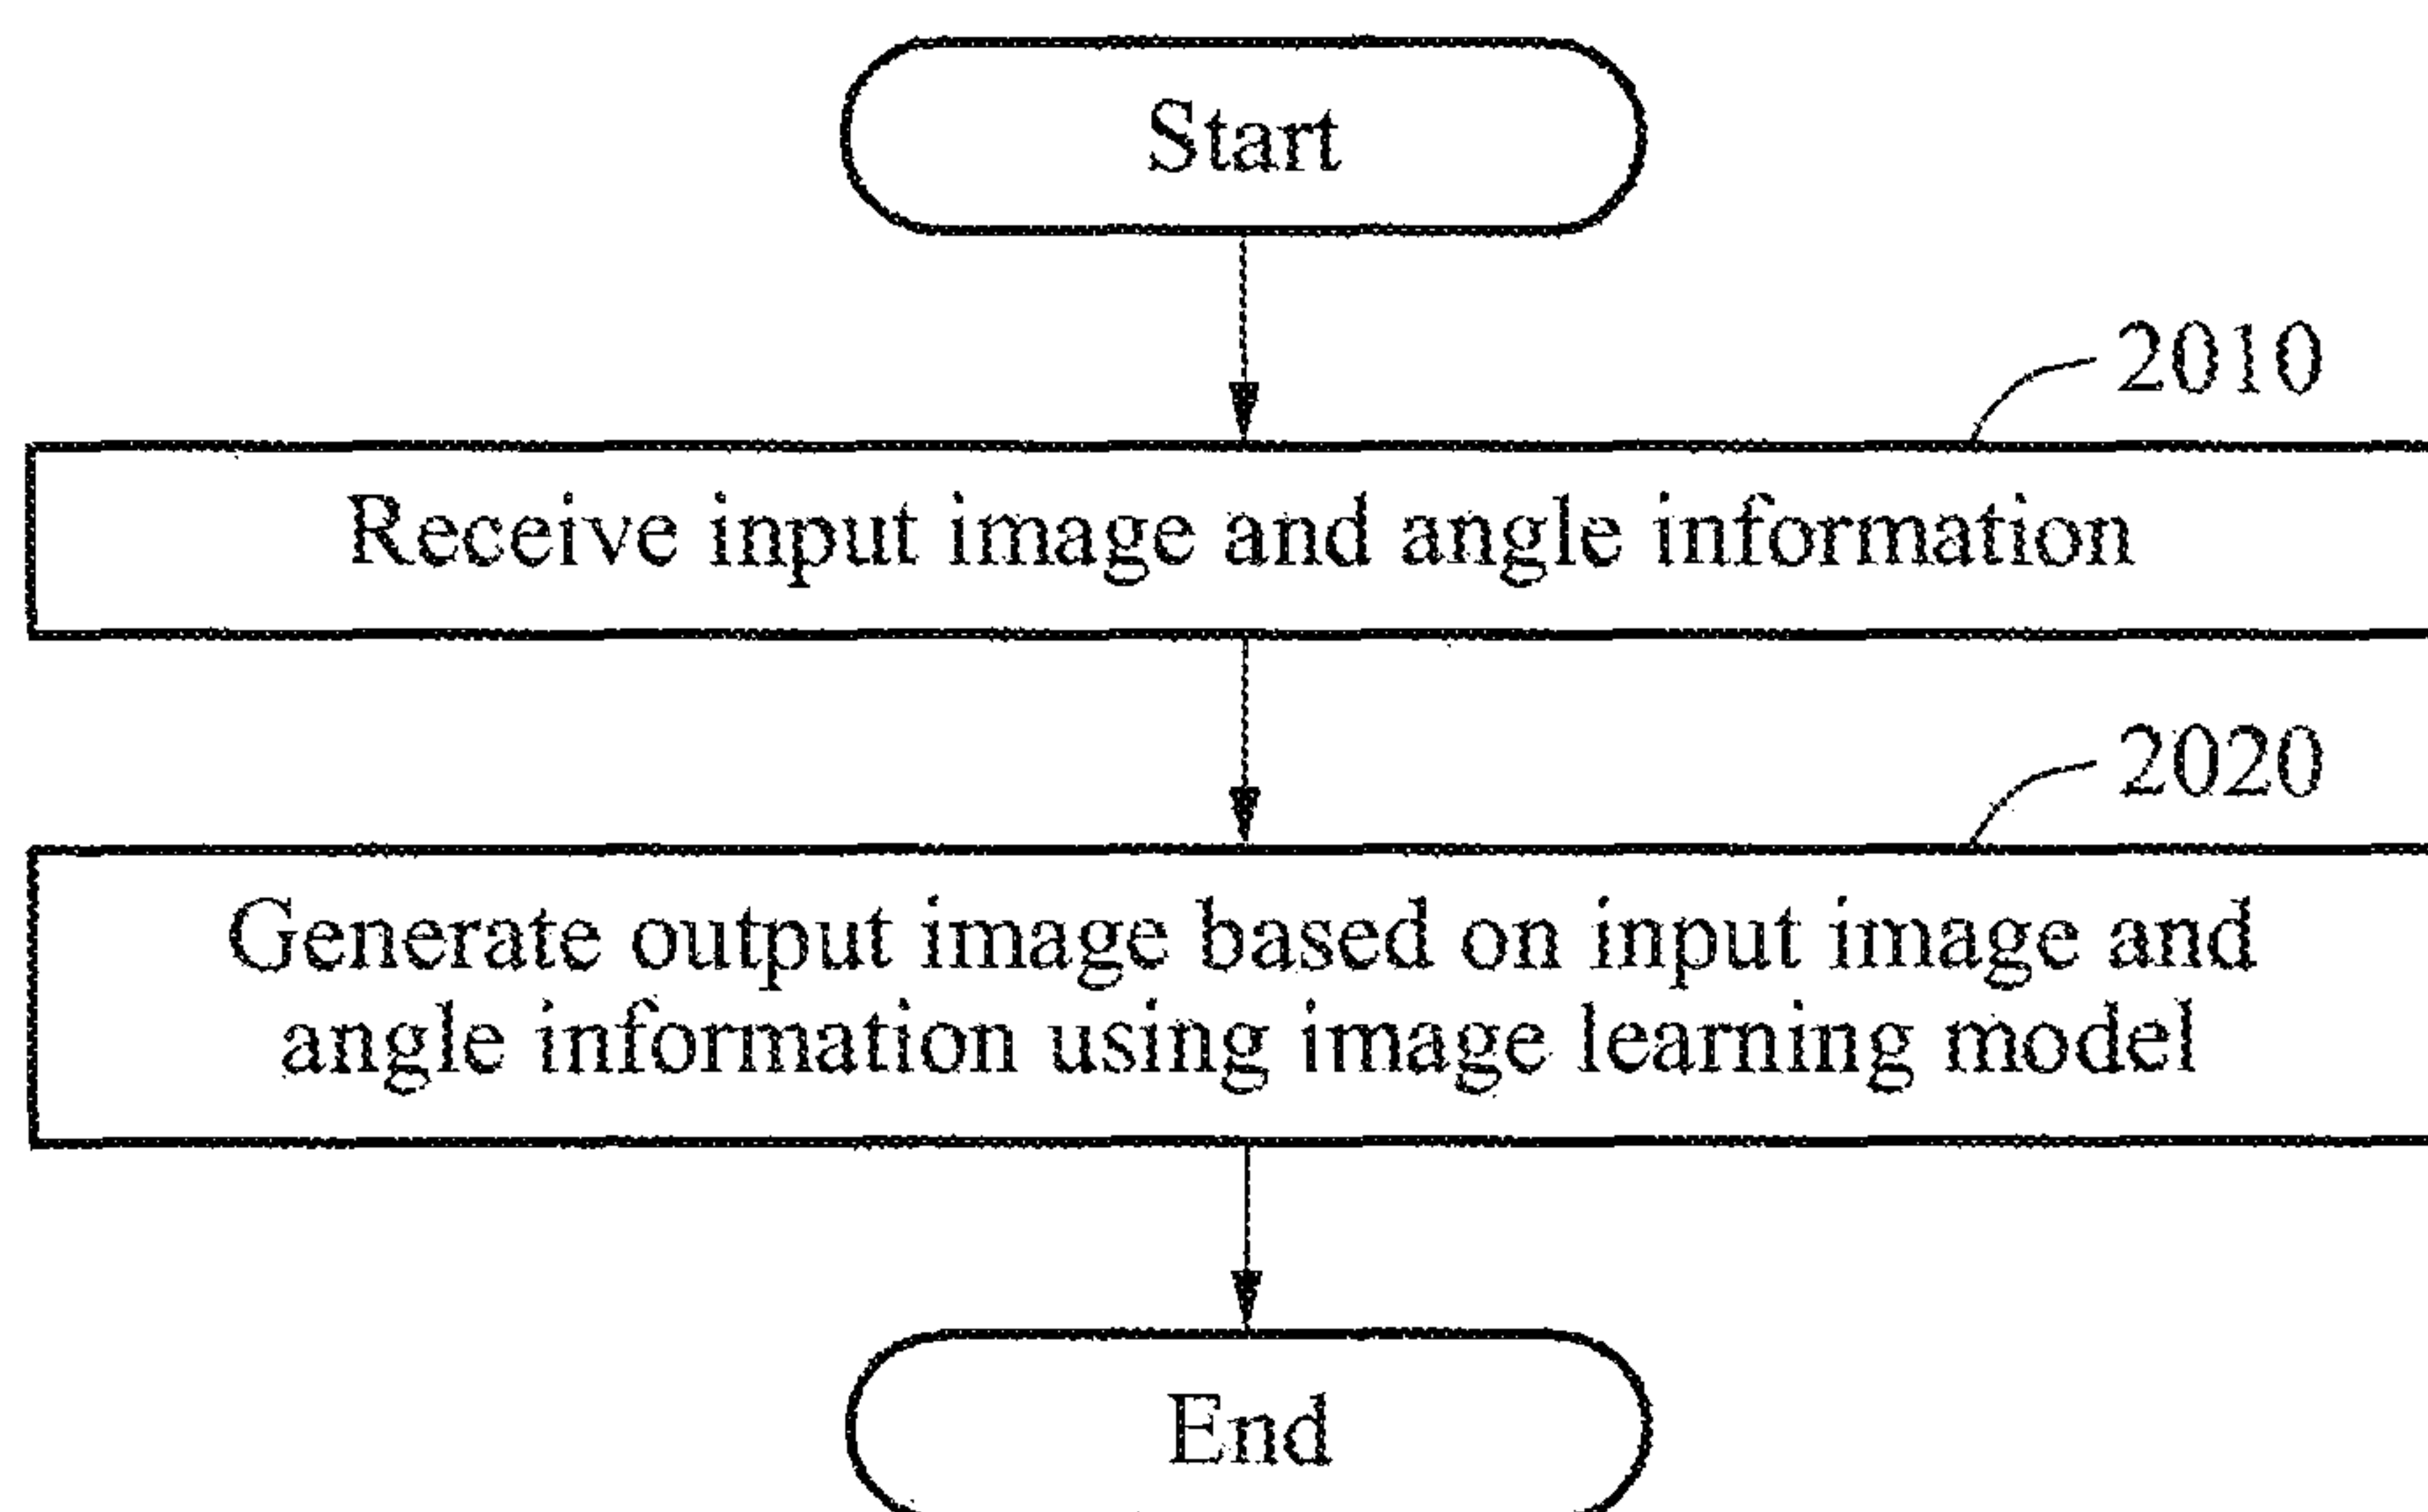 Start
2010
Receive input image and angle information
2020
Generate output image based on input image and
angle information using image learning model
End